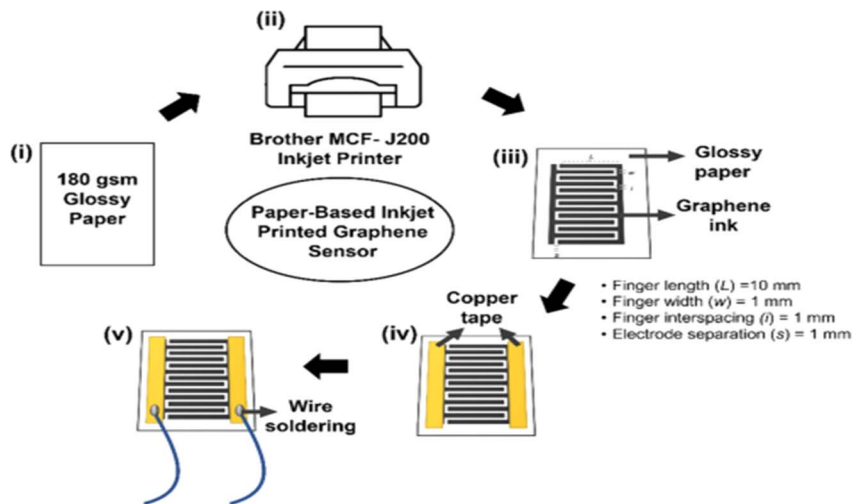 (i)
180 gsm
Glossy
Paper
(ii)
Brother MCF- J200
Inkjet Printer
Paper-Based Inkjet
Printed Graphene
Sensor
(iii)
Glossy
paper
Graphene
ink
• Finger length (L) =10 mm
• Finger width (w) = 1 mm
• Finger interspacing (i) = 1 mm
• Electrode separation (s) = 1 mm
Copper
tape
(iv)
(v)
Wire
soldering